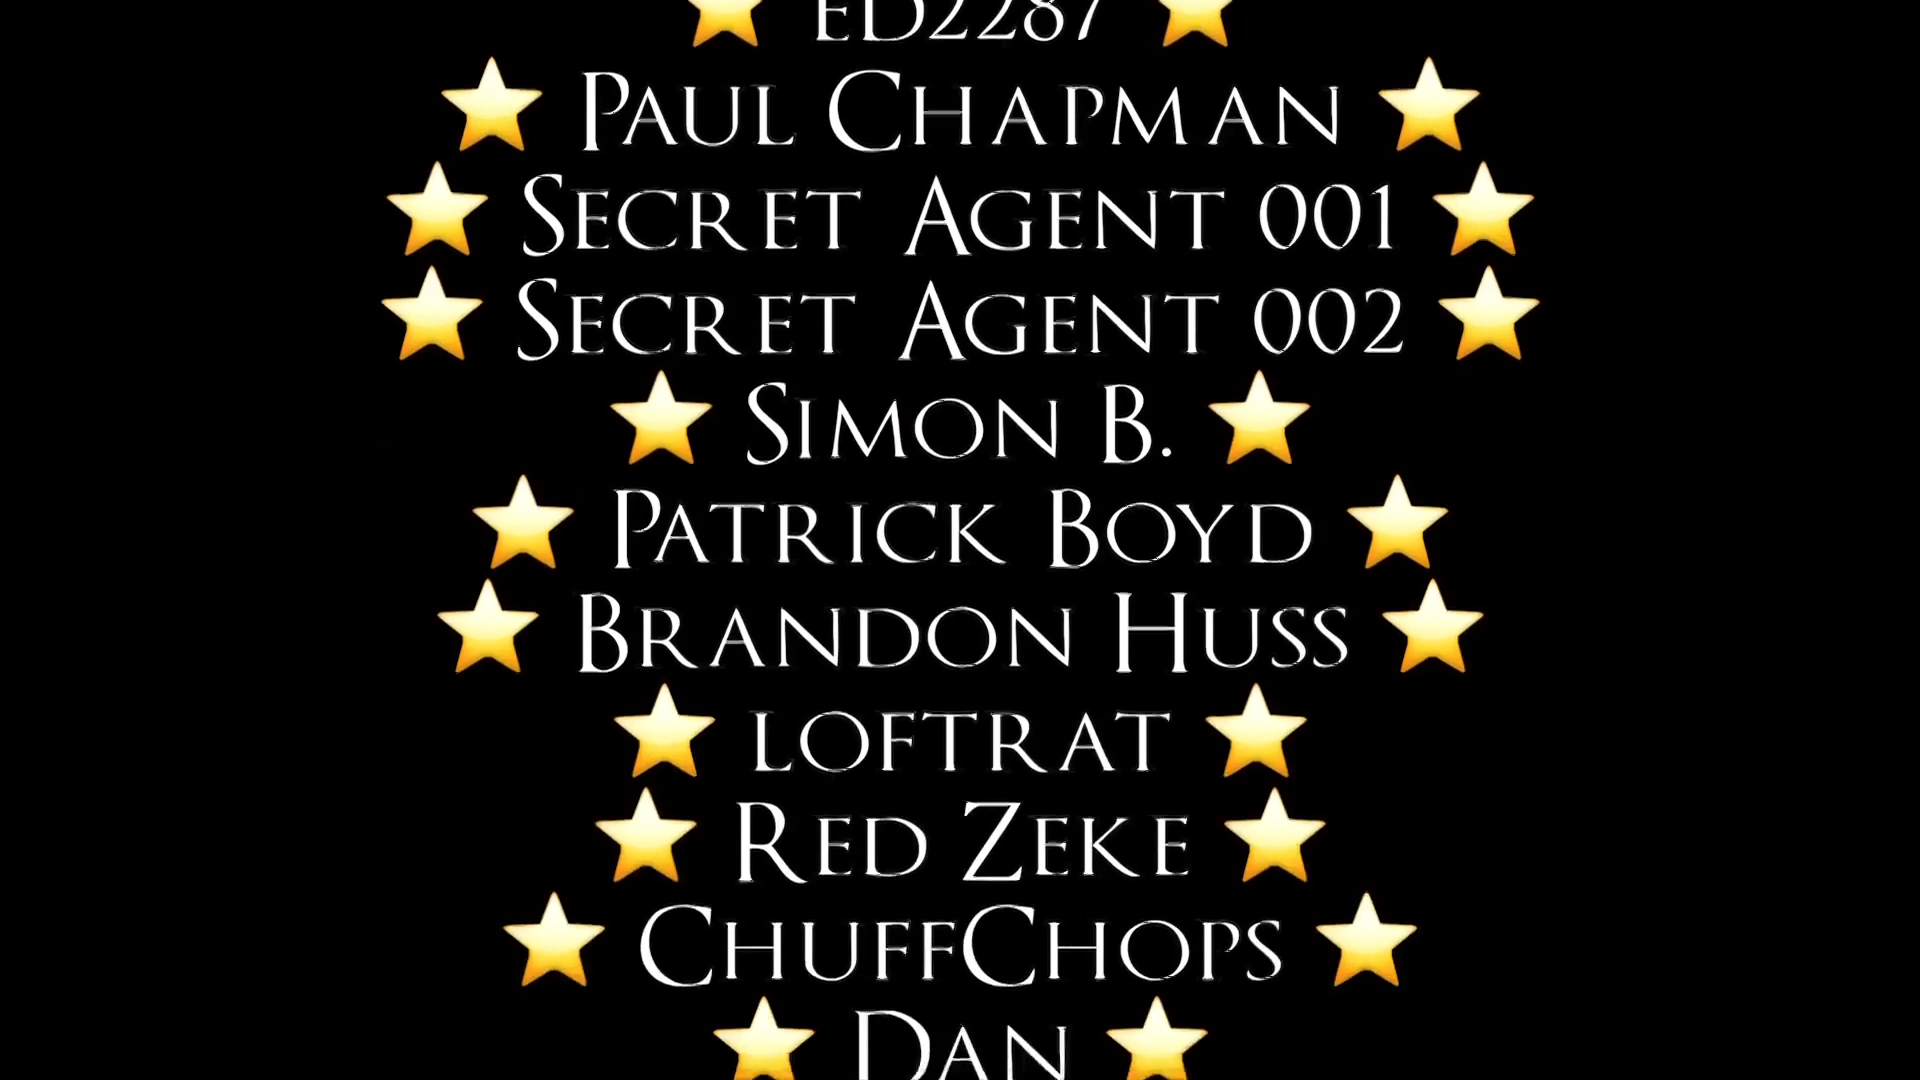 ED2287
Paul Chapman
Secret Agent 001
Secret Agent 002
Simon B.
Patrick Boyd
Brandon Huss
loftrat
Red Zeke
ChuffChops
Dan